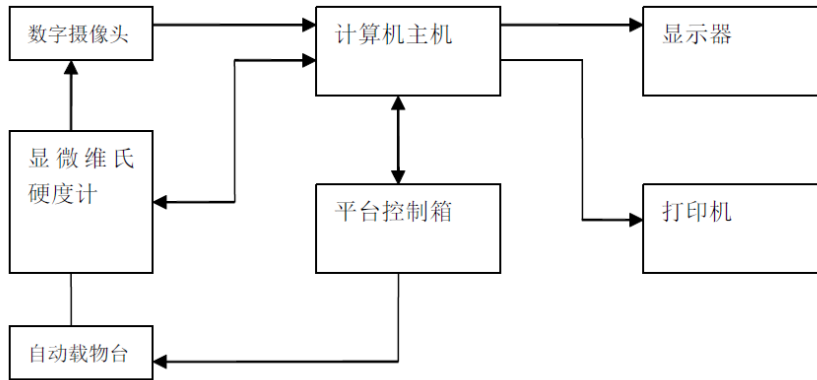 数字摄像头
计算机主机
显示器
显微维氏
硬度计
平台控制箱
打印机
自动载物台